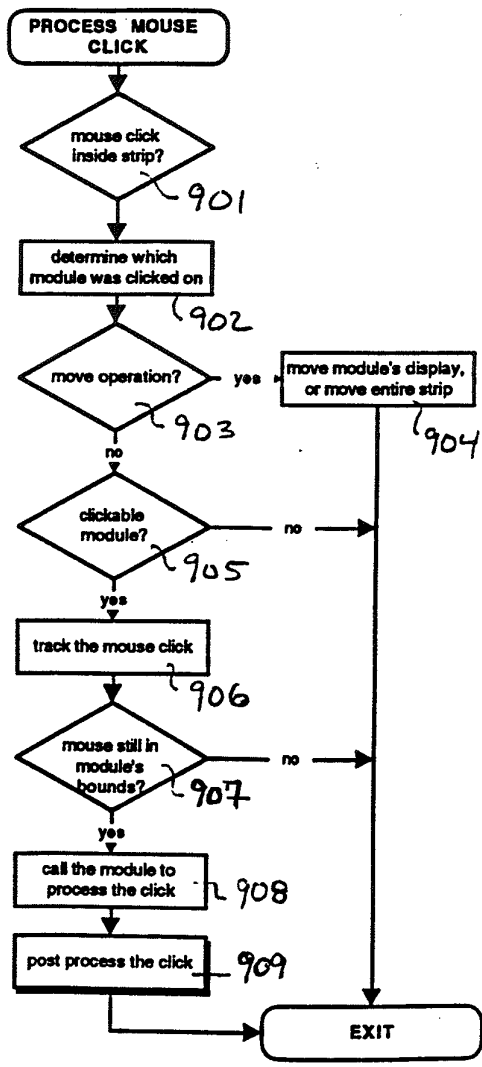 PROCESS MOUSE
CLICK
mouse click
inside strip?
901
determine which
module was clicked on
902
move operation?
903
yes
move module's display,
or move entire strip
904
no
clickable
module?
905
no
yes
track the mouse click
906
mouse still in
module's
bounds?
907
no
yes
call the module to
process the click
908
post process the click
909
EXIT